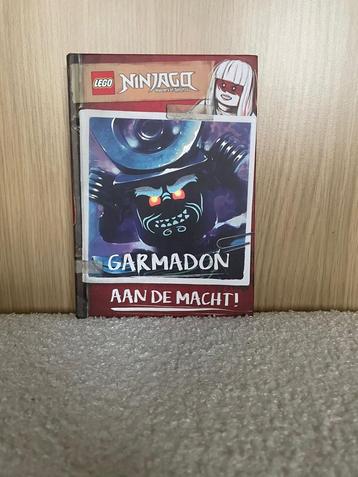 LEGO
NINJAGO
Masters of Spinjitzu
GARMADON
AAN DE MACHT!